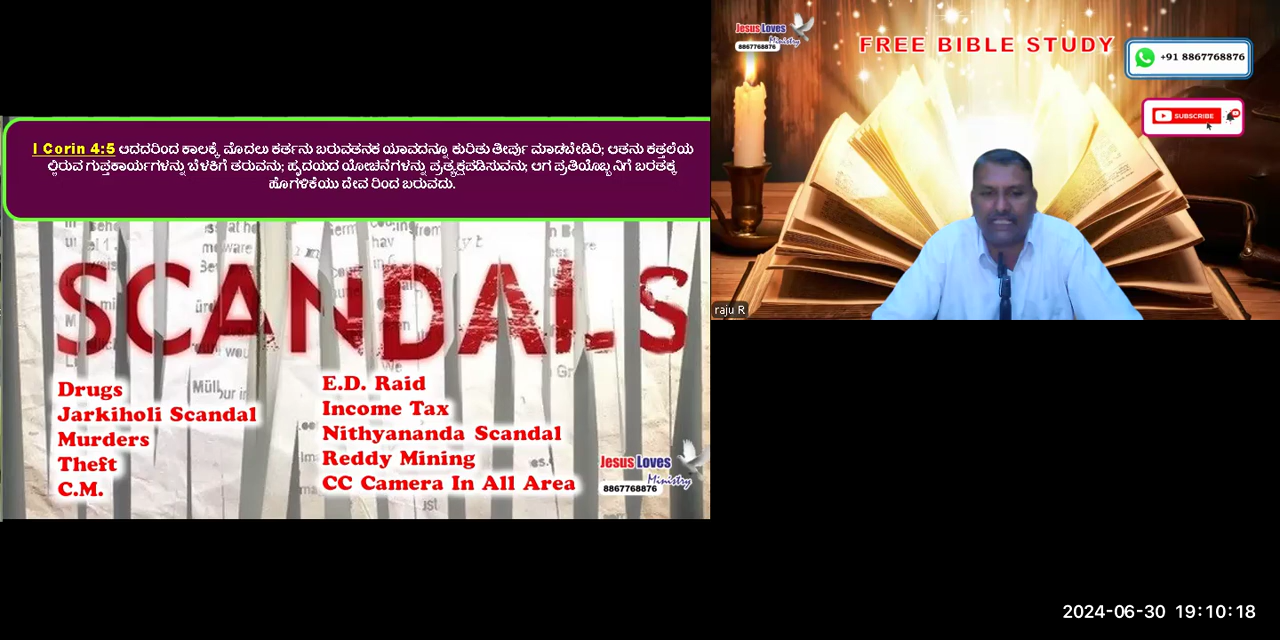 I Corin 4:5 ಆದದರಿಂದ ಕಾಲಕ್ಕೆ ಮೊದಲು ಕರ್ತನು ಬರುವತನಕ ಯಾವದನ್ನೂ ಕುರಿತು ತೀರ್ಪು ಮಾಡಬೇಡಿರಿ; ಆತನು ಕತ್ತಲೆಯ
ಲ್ಲಿರುವ ಗುಪ್ತಕಾರ್ಯಗಳನ್ನು ಬೆಳಕಿಗೆ ತರುವನು; ಹೃದಯದ ಯೋಚನೆಗಳನ್ನು ಪ್ರತ್ಯಕ್ಷಪಡಿಸುವನು; ಆಗ ಪ್ರತಿಯೊಬ್ಬನಿಗೆ ಬರತಕ್ಕ
ಹೊಗಳಿಕೆಯು ದೇವರಿಂದ ಬರುವದು.
SCANDALS
Drugs
Jarkiholi Scandal
Murders
Theft
C.M.
E.D. Raid
Income Tax
Nithyananda Scandal
Reddy Mining
CC Camera In All Area
Jesus Loves
Ministry
8867768876
Jesus Loves
Ministry
8867768876
FREE BIBLE STUDY
+91 8867768876
SUBSCRIBE
raju R
2024-06-30 19:10:18